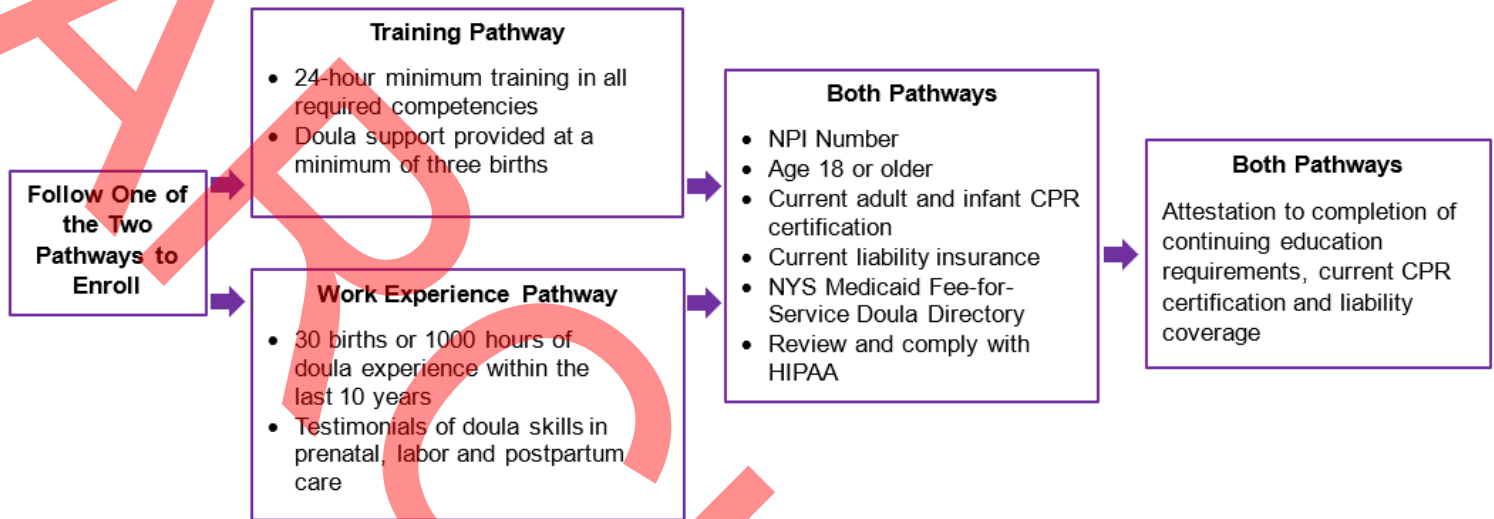 Follow One of
the Two
Pathways to
Enroll
Training Pathway
• 24-hour minimum training in all
required competencies
• Doula support provided at a
minimum of three births
Work Experience Pathway
• 30 births or 1000 hours of
doula experience within the
last 10 years
• Testimonials of doula skills in
prenatal, labor and postpartum
care
Both Pathways
• NPI Number
• Age 18 or older
• Current adult and infant CPR
certification
• Current liability insurance
• NYS Medicaid Fee-for-
Service Doula Directory
• Review and comply with
HIPAA
Both Pathways
Attestation to completion of
continuing education
requirements, current CPR
certification and liability
coverage